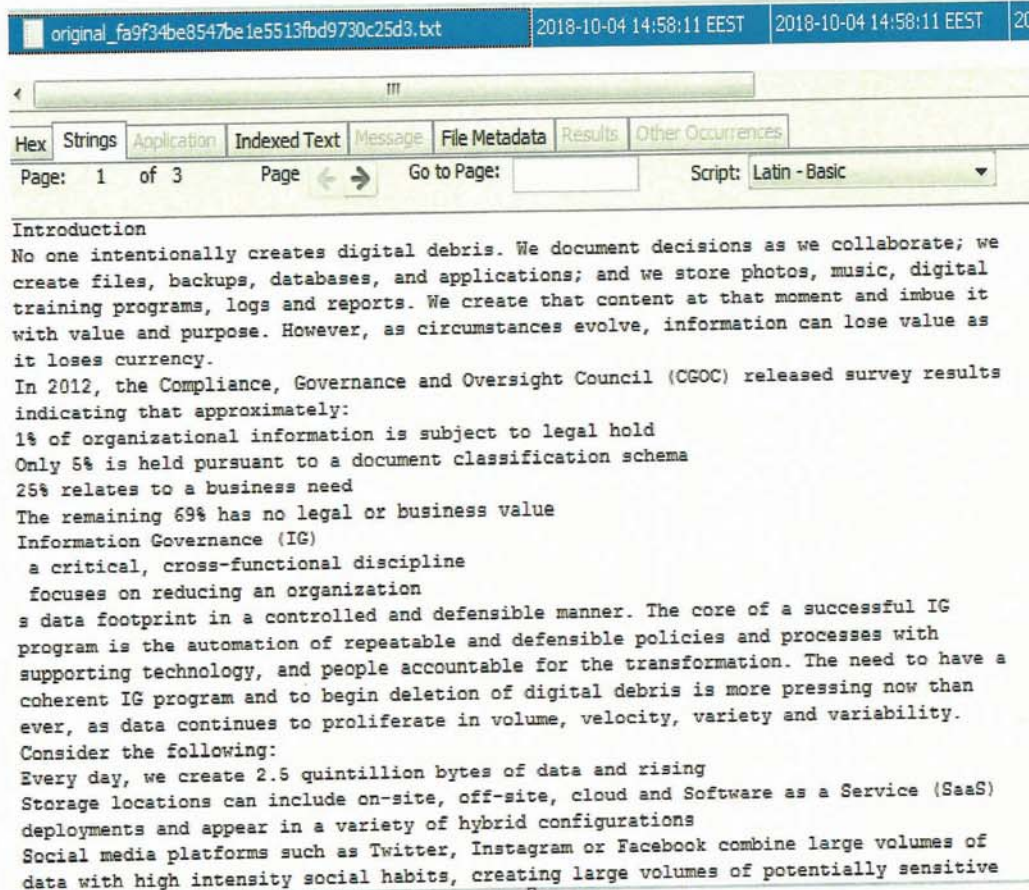 original_fa9f34be8547be1e5513fbd9730c25d3.txt 2018-10-04 14:58:11 EEST 2018-10-04 14:58:11 EEST 20
Hex Strings Application Indexed Text Message File Metadata Results Other Occurrences
Page: 1 of 3 Page Go to Page: Script: Latin - Basic
Introduction
No one intentionally creates digital debris. We document decisions as we collaborate; we
create files, backups, databases, and applications; and we store photos, music, digital
training programs, logs and reports. We create that content at that moment and imbue it
with value and purpose. However, as circumstances evolve, information can lose value as
it loses currency.
In 2012, the Compliance, Governance and Oversight Council (CGOC) released survey results
indicating that approximately:
1% of organizational information is subject to legal hold
Only 5% is held pursuant to a document classification schema
25% relates to a business need
The remaining 69% has no legal or business value
Information Governance (IG)
a critical, cross-functional discipline
focuses on reducing an organization
s data footprint in a controlled and defensible manner. The core of a successful IG
program is the automation of repeatable and defensible policies and processes with
supporting technology, and people accountable for the transformation. The need to have a
coherent IG program and to begin deletion of digital debris is more pressing now than
ever, as data continues to proliferate in volume, velocity, variety and variability.
Consider the following:
Every day, we create 2.5 quintillion bytes of data and rising
Storage locations can include on-site, off-site, cloud and Software as a Service (SaaS)
deployments and appear in a variety of hybrid configurations
Social media platforms such as Twitter, Instagram or Facebook combine large volumes of
data with high intensity social habits, creating large volumes of potentially sensitive